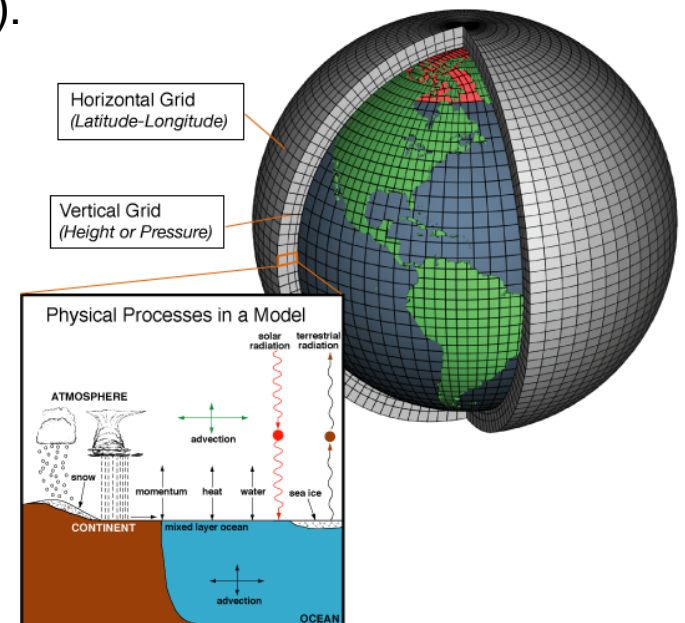 ).
Horizontal Grid
(Latitude-Longitude)
Vertical Grid
(Height or Pressure)
Physical Processes in a Model
solar
radiation
terrestrial
radiation
ATMOSPHERE
advection
snow
momentum
heat
water
sea ice
CONTINENT
mixed layer ocean
advection
OCEAN